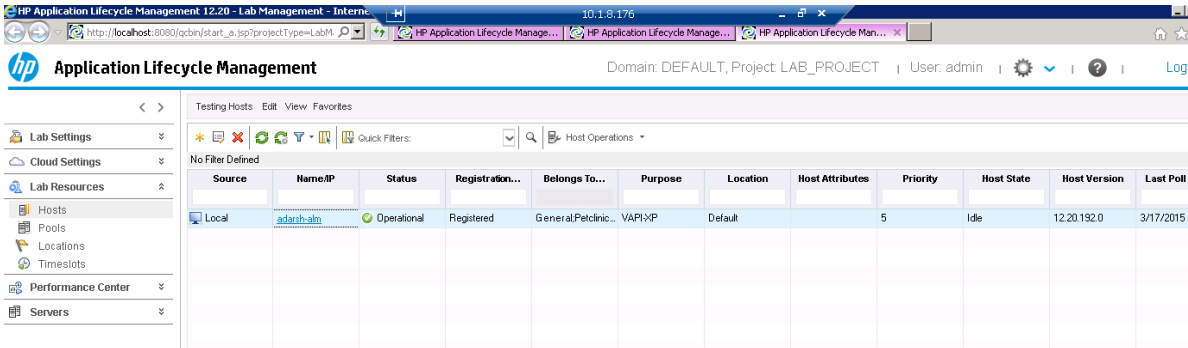 HP Application Lifecycle Management 12.20 - Lab Management - Interne
10.1.8.176
http://localhost:8080/qcbin/start_a.jsp?projectType=LabM
HP Application Lifecycle Manage... HP Application Lifecycle Manage... HP Application Lifecycle Man...
hp Application Lifecycle Management Domain: DEFAULT, Project: LAB_PROJECT User: admin Log
Testing Hosts Edit View Favorites
Lab Settings
Quick Filters: Host Operations
Cloud Settings
No Filter Defined
Lab Resources
Source Name/IP Status Registration... Belongs To... Purpose Location Host Attributes Priority Host State Host Version Last Poll
Hosts
Local adarsh-alm Operational Registered General;Petclinic... VAPI-XP Default 5 Idle 12.20.192.0 3/17/2015
Pools
Locations
Timeslots
Performance Center
Servers